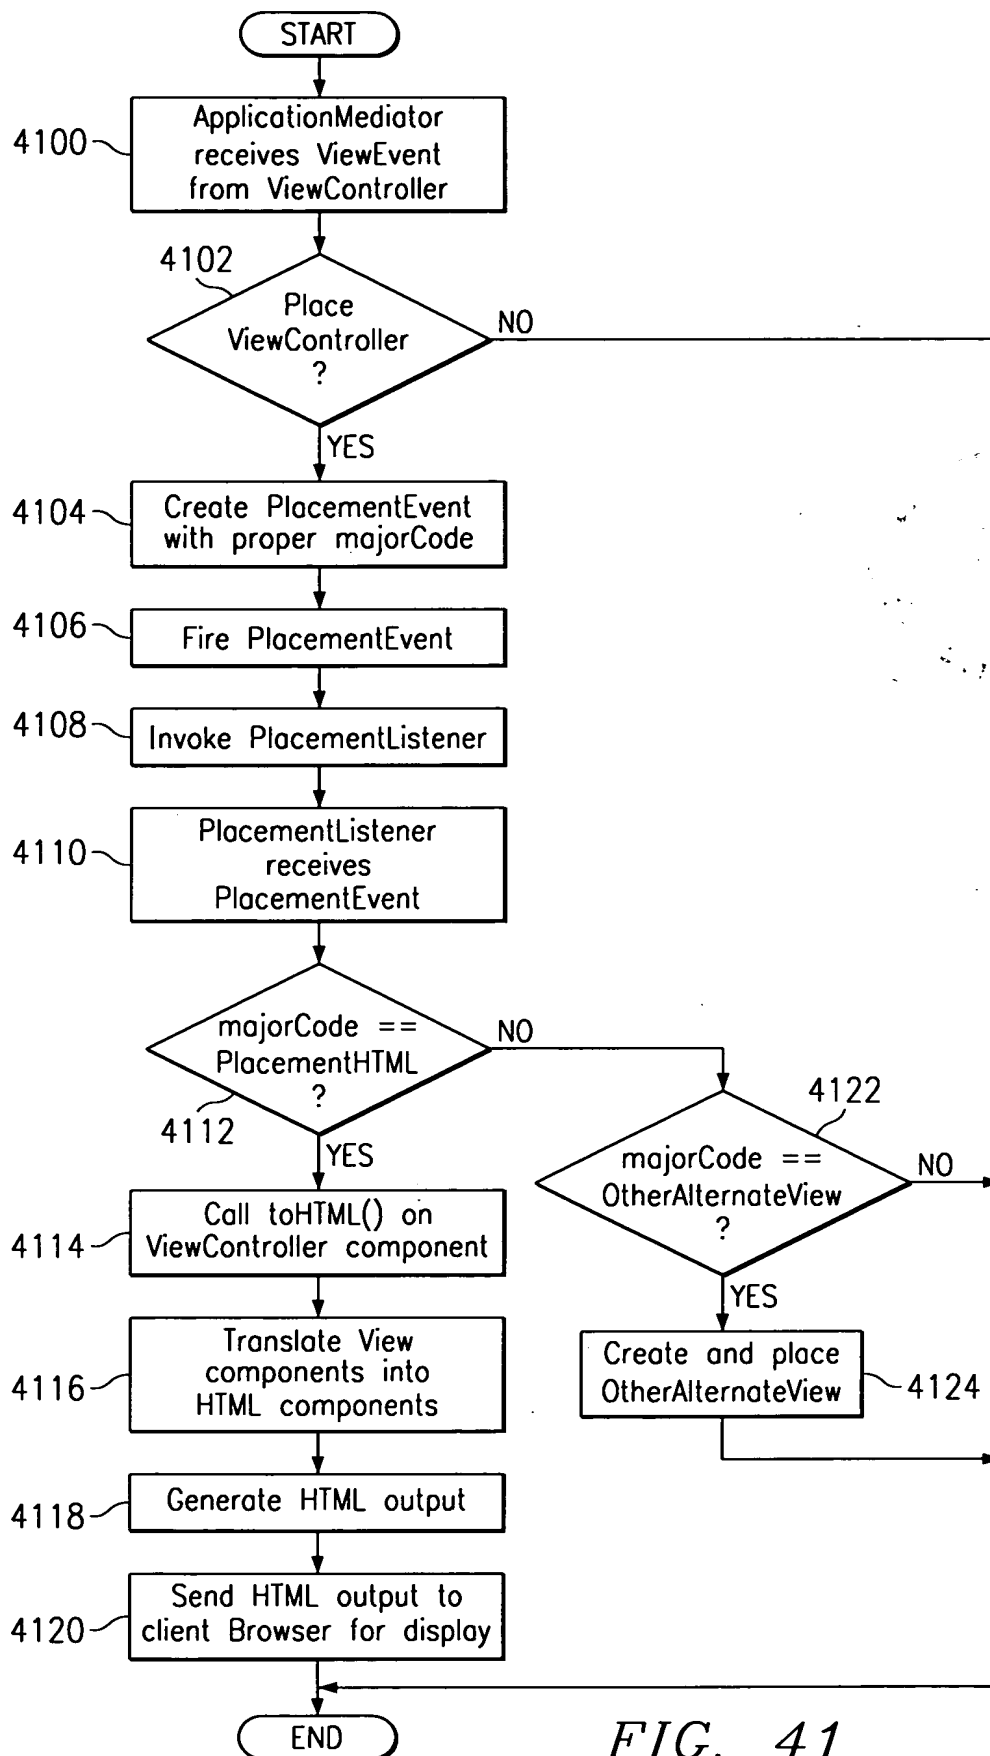 START
4100
ApplicationMediator
receives ViewEvent
from ViewController
4102
Place
ViewController
?
NO
YES
4104
Create PlacementEvent
with proper majorCode
4106
Fire PlacementEvent
4108
Invoke PlacementListener
4110
PlacementListener
receives
PlacementEvent
majorCode ==
PlacementHTML
?
NO
4112
YES
4122
majorCode ==
OtherAlternateView
?
NO
YES
4114
Call toHTML() on
ViewController component
4116
Translate View
components into
HTML components
Create and place
OtherAlternateView
4124
4118
Generate HTML output
4120
Send HTML output to
client Browser for display
END
FIG. 41